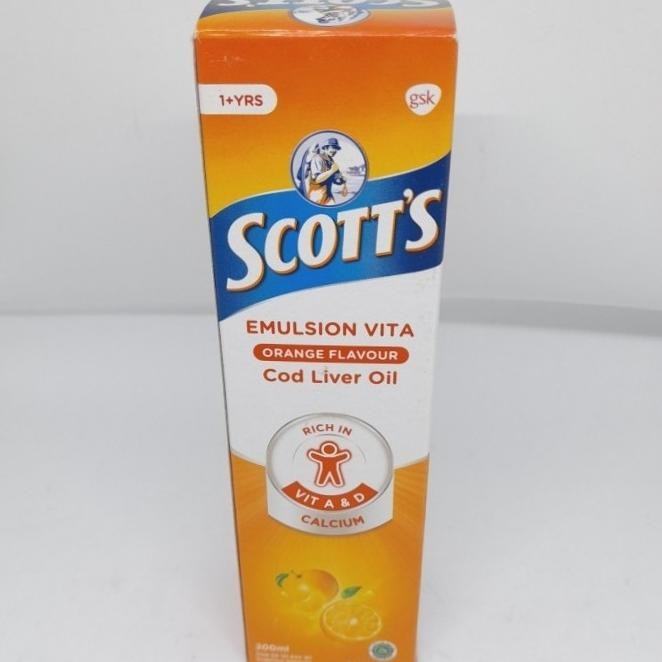 1+YRS
gsk
SCOTT'S
EMULSION VITA
ORANGE FLAVOUR
Cod Liver Oil
RICH IN
VIT A & D
CALCIUM
200ml